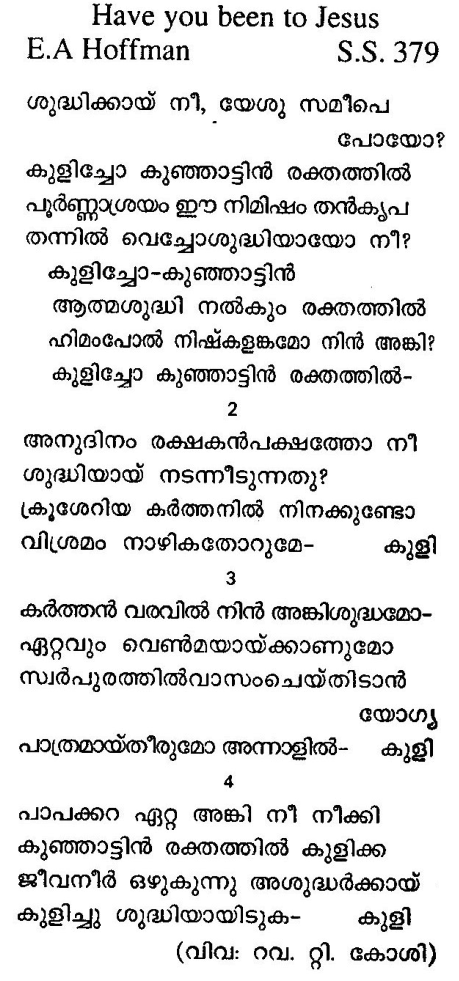 Have you been to Jesus
E.A Hoffman S.S. 379
ശുദ്ധിക്കായ് നീ, യേശു സമീപെ
പോയോ?
കുളിച്ചോ കുഞ്ഞാട്ടിൻ രക്തത്തിൽ
പൂർണ്ണാശ്രയം ഈ നിമിഷം തൻകൃപ
തന്നിൽ വെച്ചോശുദ്ധിയായോ നീ?
കുളിച്ചോ-കുഞ്ഞാട്ടിൻ
ആത്മശുദ്ധി നൽകും രക്തത്തിൽ
ഹിമംപോൽ നിഷ്കളങ്കമോ നിൻ അങ്കി?
കുളിച്ചോ കുഞ്ഞാട്ടിൻ രക്തത്തിൽ-
2
അനുദിനം രക്ഷകൻപക്ഷത്തോ നീ
ശുദ്ധിയായ് നടന്നീടുന്നതു?
ക്രൂശേറിയ കർത്തനിൽ നിനക്കുണ്ടോ
വിശ്രമം നാഴികതോറുമേ- കുളി
3
കർത്തൻ വരവിൽ നിൻ അങ്കിശുദ്ധമോ-
ഏറ്റവും വെൺമയായ്ക്കാണുമോ
സ്വർപുരത്തിൽവാസംചെയ്തിടാൻ
യോഗ്യ
പാത്രമായ്തീരുമോ അന്നാളിൽ- കുളി
4
പാപക്കറ ഏറ്റ അങ്കി നീ നീക്കി
കുഞ്ഞാട്ടിൻ രക്തത്തിൽ കുളിക്ക
ജീവനീർ ഒഴുകുന്നു അശുദ്ധർക്കായ്
കുളിച്ചു ശുദ്ധിയായിടുക- കുളി
(വിവ: റവ. റ്റി. കോശി)